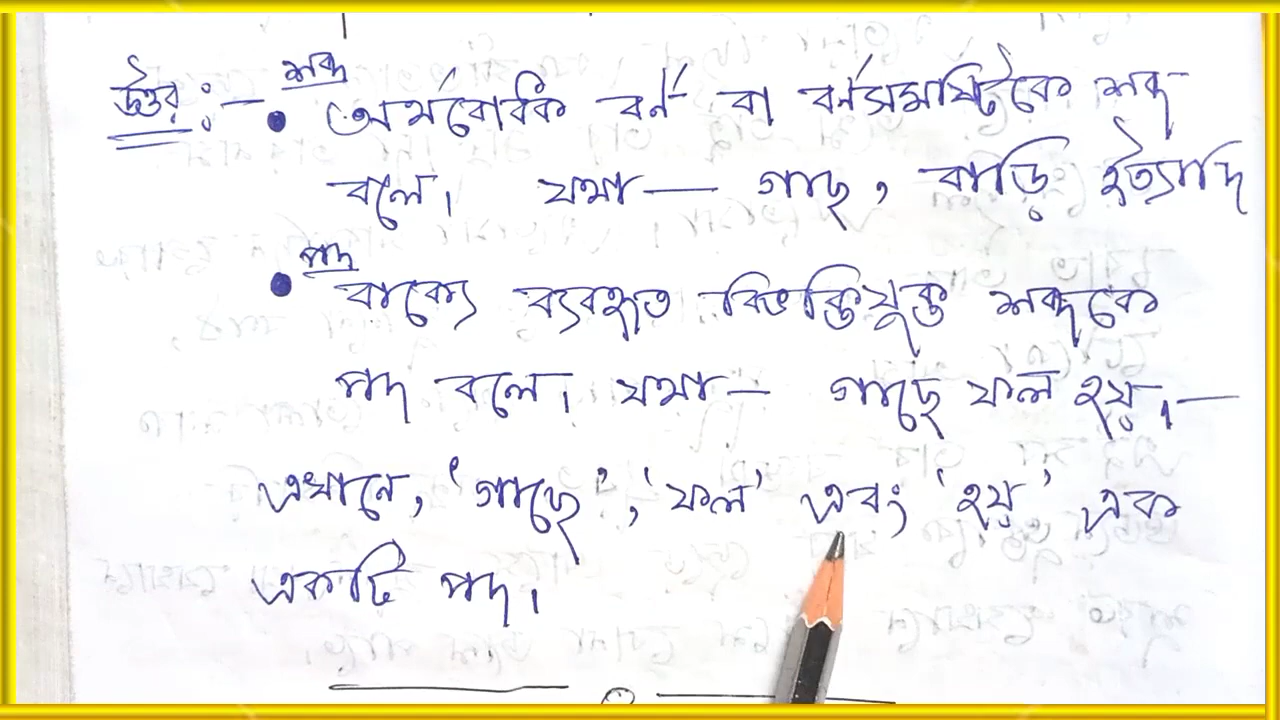 উত্তর :— • শব্দ
অর্থবোধক বর্ণ বা বর্ণসমষ্টিকে শব্দ
বলে। যথা— গাছ, বাড়ি ইত্যাদি
• পদ
বাক্যে ব্যবহৃত বিভক্তিযুক্ত শব্দকে
পদ বলে। যথা— গাছে ফল হয়।—
এখানে, 'গাছে', 'ফল' এবং 'হয়' এক
একটি পদ।